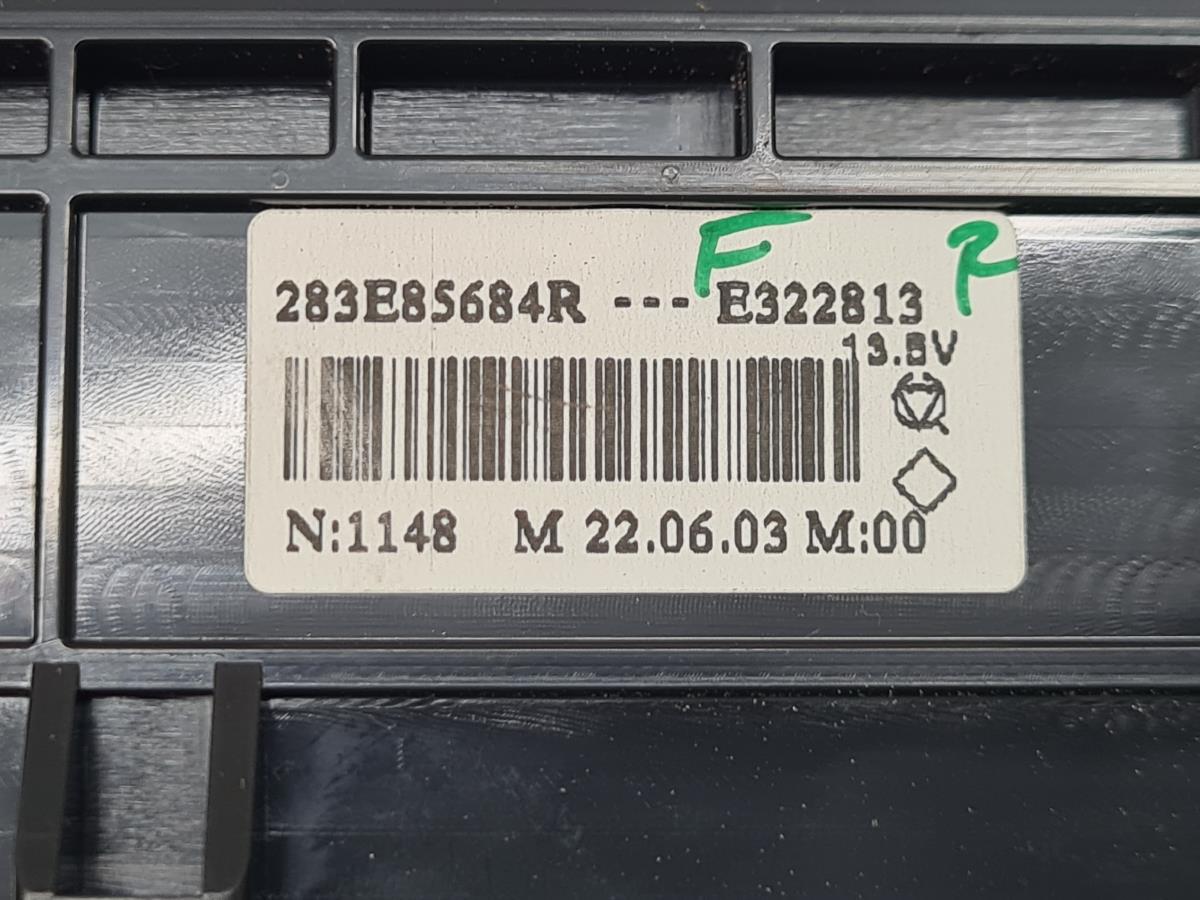 F R
283E85684R --- E322813
13.5V
N:1148 M 22.06.03 M:00